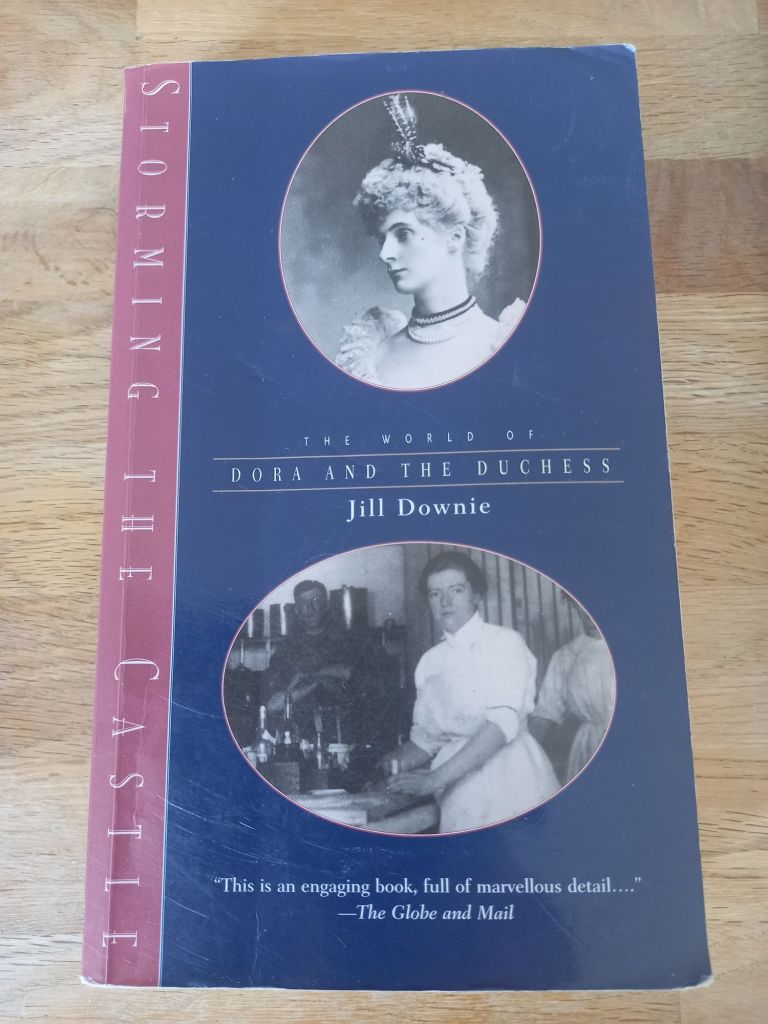 STORMING THE CASTLE
THE WORLD OF
DORA AND THE DUCHESS
Jill Downie
“This is an engaging book, full of marvellous detail....”
—The Globe and Mail